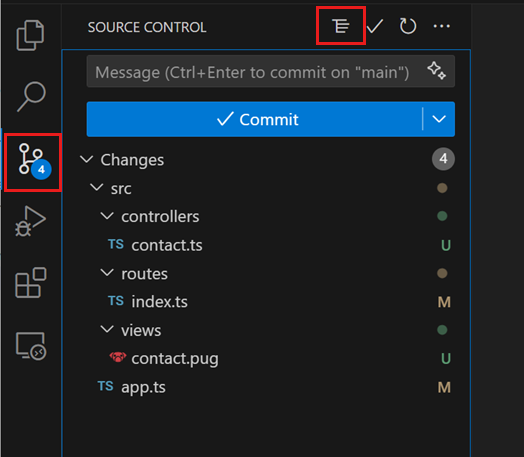 SOURCE CONTROL
Message (Ctrl+Enter to commit on "main")
Commit
4
Changes 4
src
controllers
TS contact.ts U
routes
TS index.ts M
views
contact.pug U
TS app.ts M